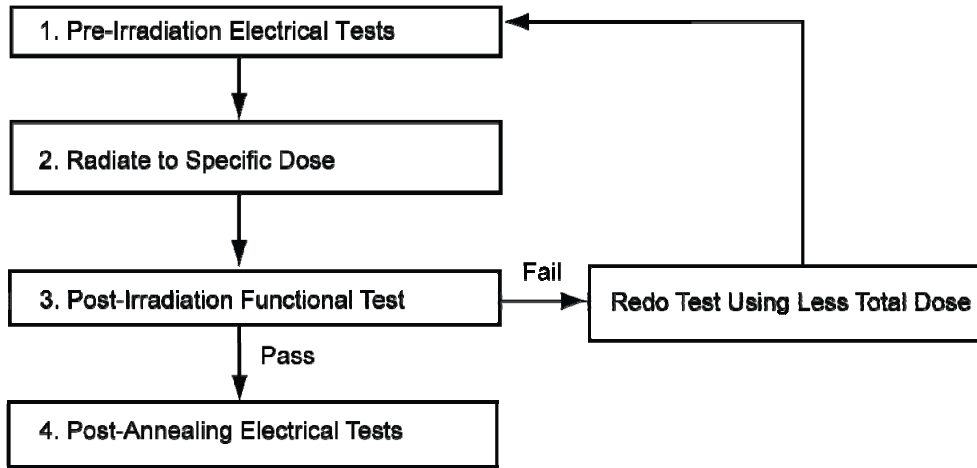 1. Pre-Irradiation Electrical Tests
2. Radiate to Specific Dose
3. Post-Irradiation Functional Test
Fail
Redo Test Using Less Total Dose
Pass
4. Post-Annealing Electrical Tests